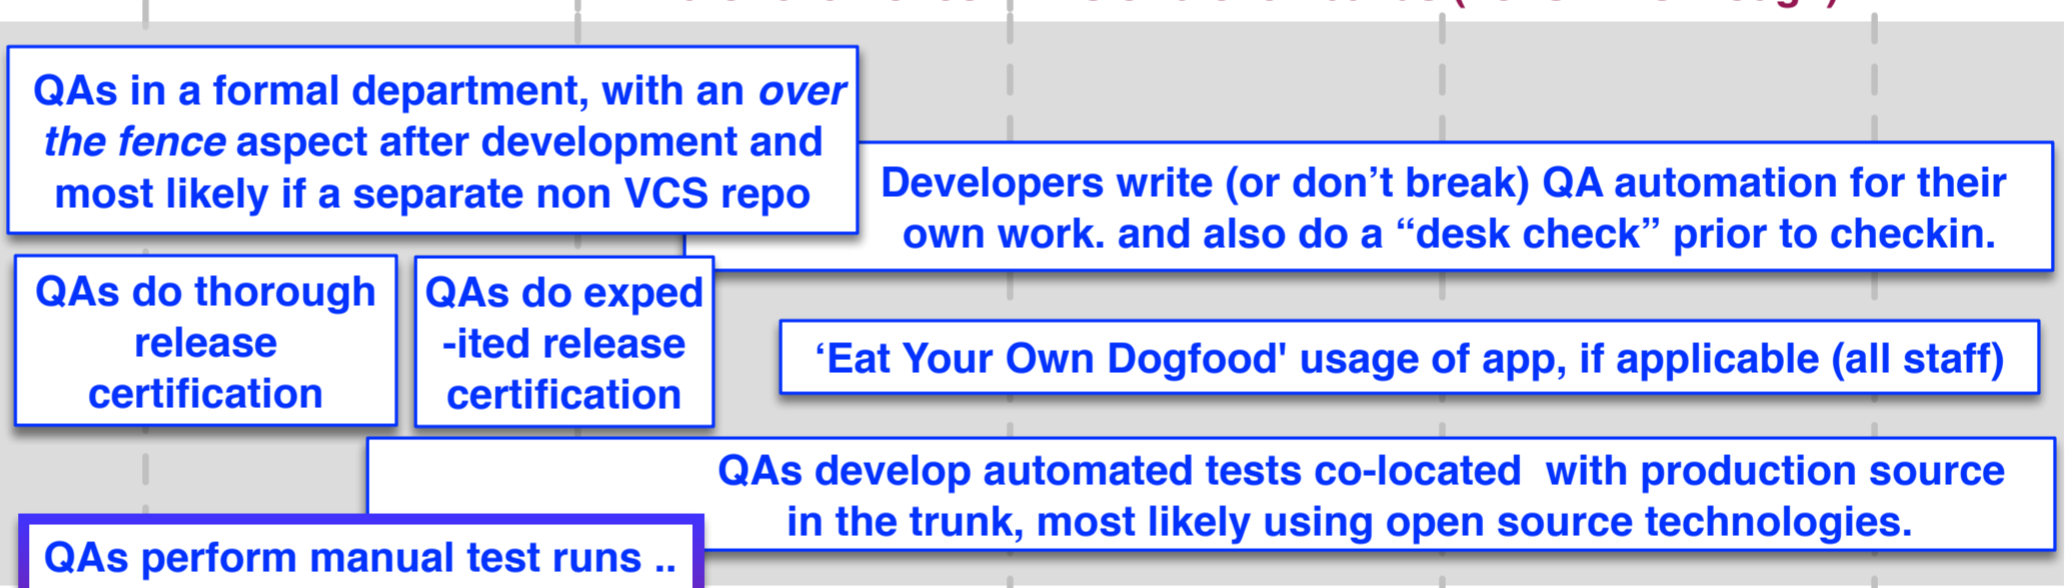 QAs in a formal department, with an over
the fence aspect after development and
most likely if a separate non VCS repo
Developers write (or don’t break) QA automation for their
own work. and also do a “desk check” prior to checkin.
QAs do thorough
release
certification
QAs do exped
-ited release
certification
‘Eat Your Own Dogfood' usage of app, if applicable (all staff)
QAs develop automated tests co-located  with production source
in the trunk, most likely using open source technologies.
QAs perform manual test runs ..